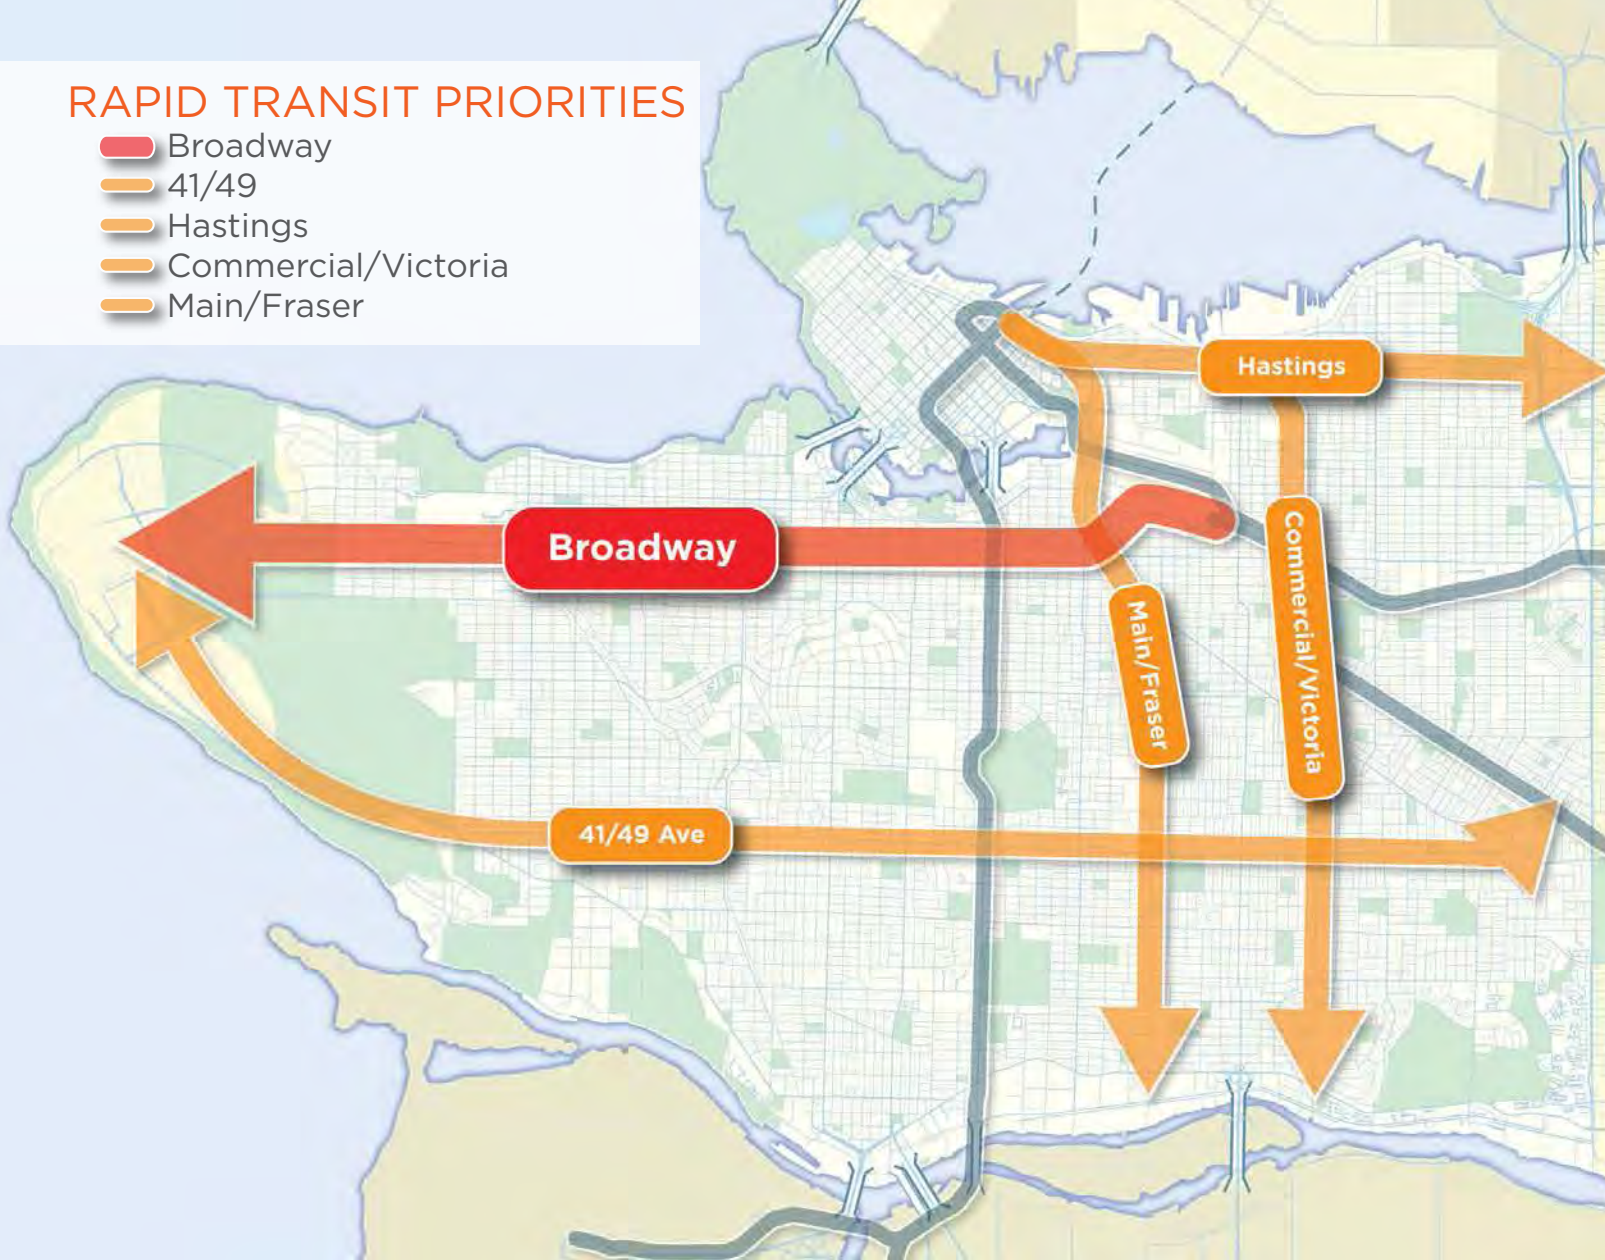 RAPID TRANSIT PRIORITIES
Broadway
41/49
Hastings
Commercial/Victoria
Main/Fraser
Hastings
Broadway
Commercial/Victoria
Main/Fraser
41/49 Ave